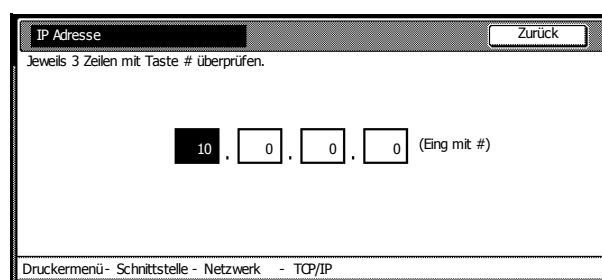 IP Adresse Zurück
Jeweils 3 Zeilen mit Taste # überprüfen.
10 . 0 . 0 . 0 (Eing mit #)
Druckermenü - Schnittstelle - Netzwerk - TCP/IP